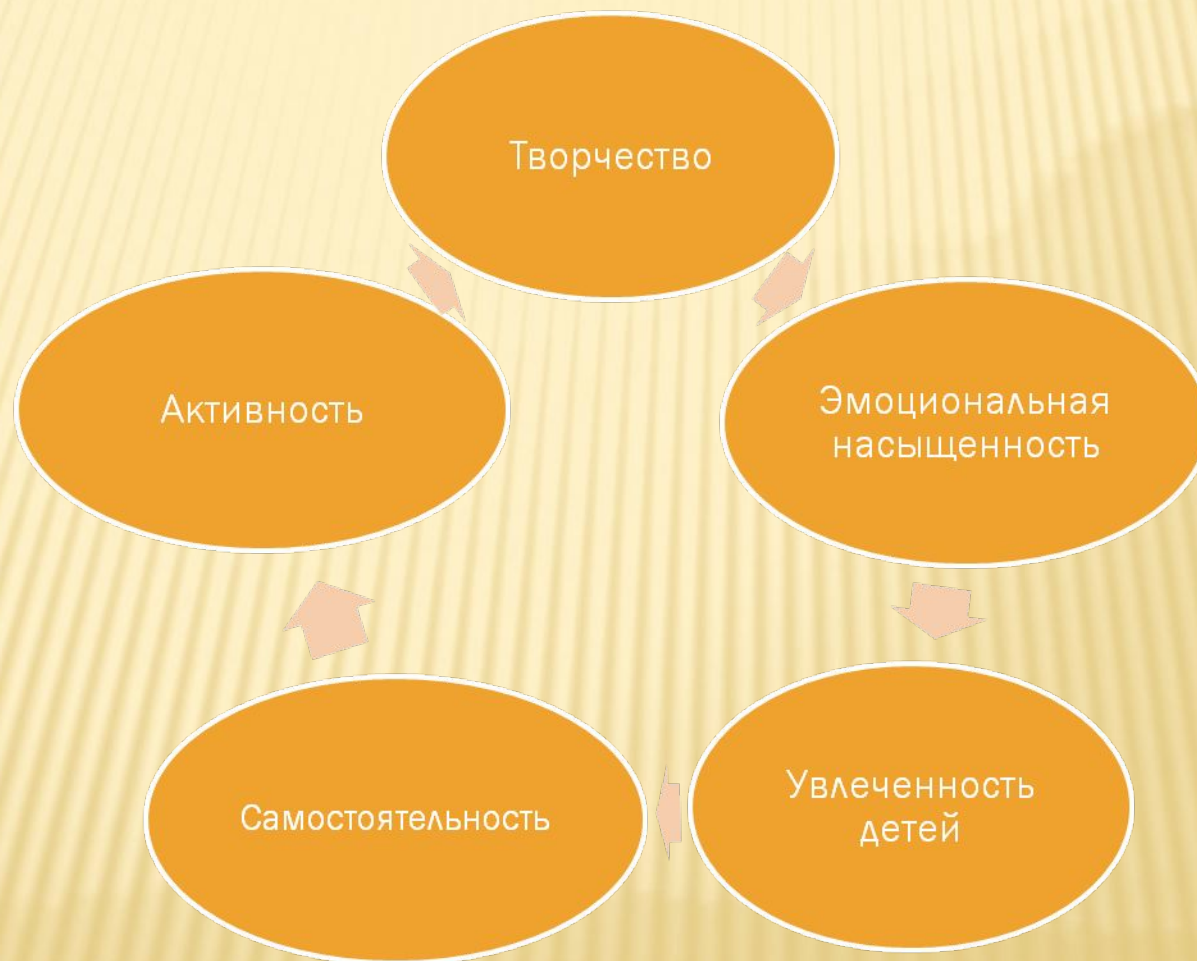 Творчество
Эмоциональная
насыщенность
Увлеченность
детей
Самостоятельность
Активность